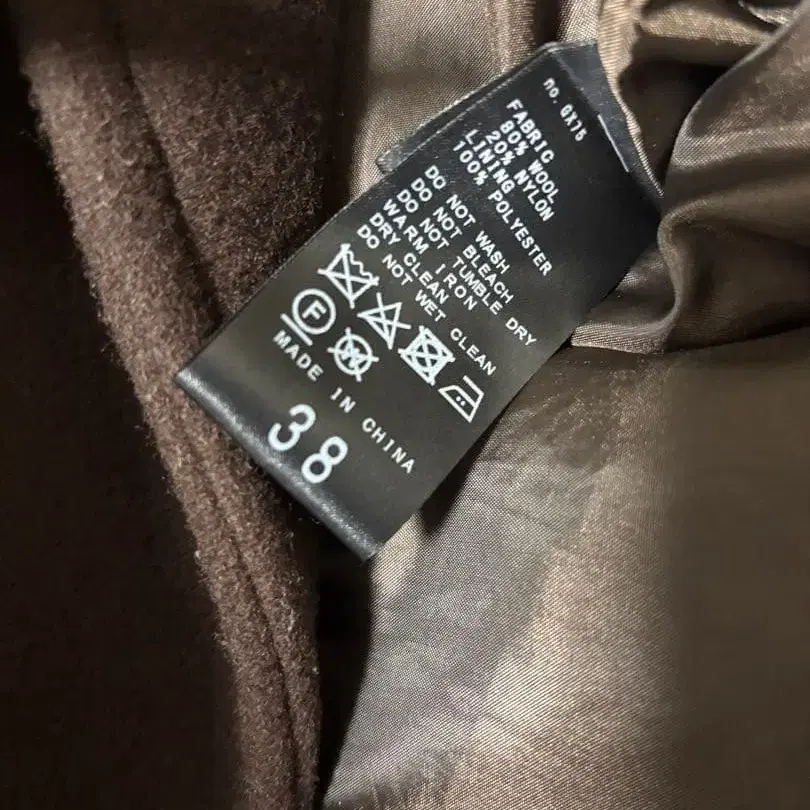 no. GX75
FABRIC
80% WOOL
20% NYLON
LINING
100% POLYESTER
DO NOT WASH
DO NOT BLEACH
DO NOT TUMBLE DRY
WARM IRON
DRY CLEAN
DO NOT WET CLEAN
F
W
MADE IN CHINA
38